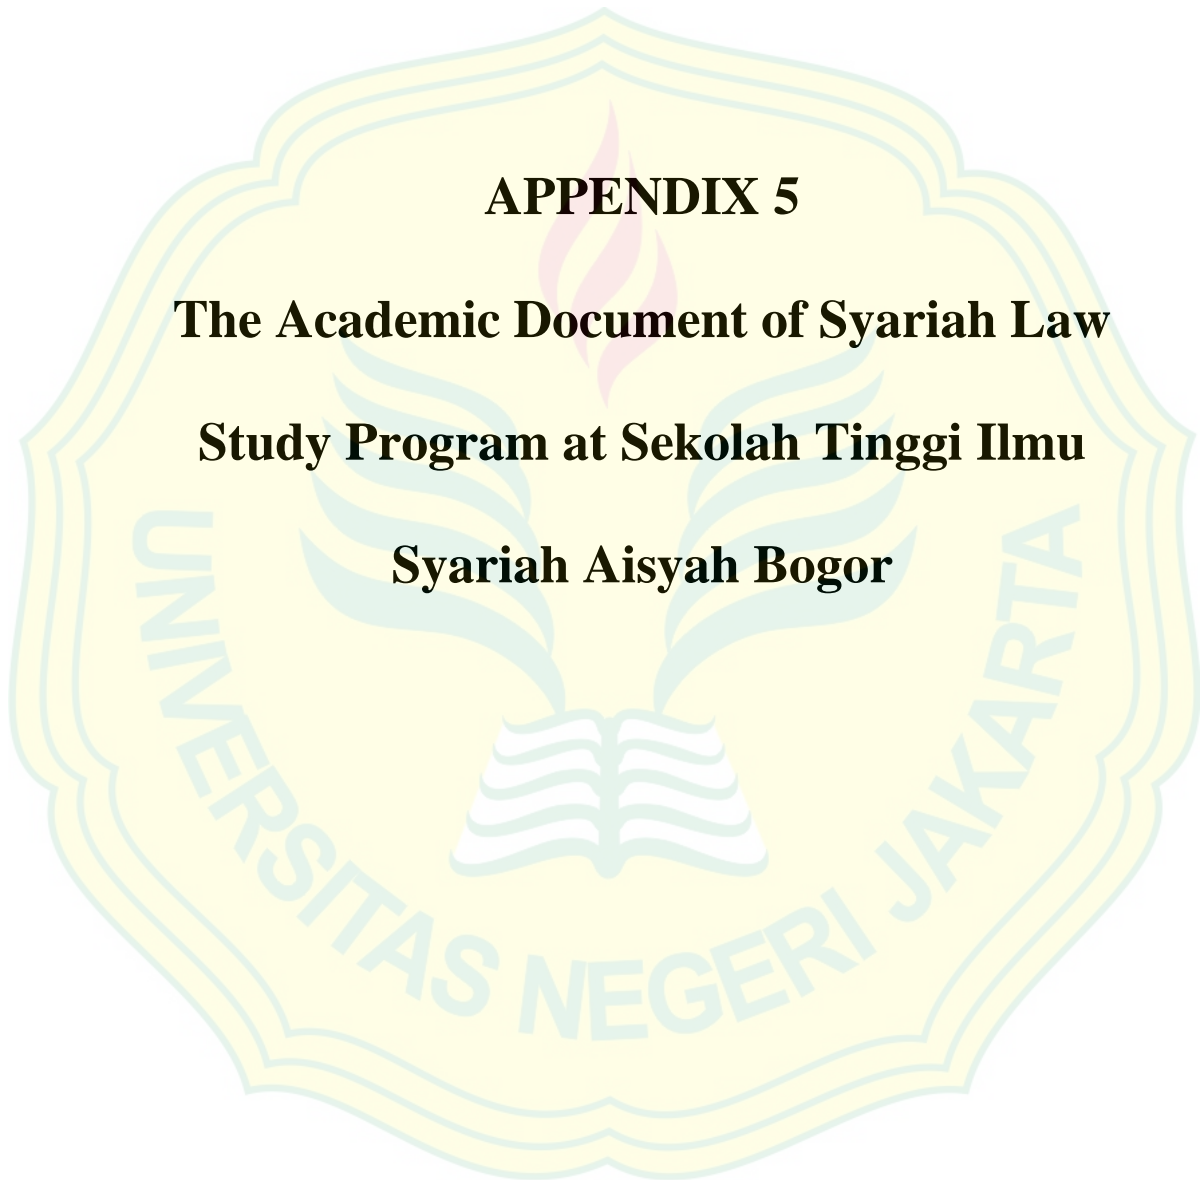 APPENDIX 5
The Academic Document of Syariah Law
Study Program at Sekolah Tinggi Ilmu
Syariah Aisyah Bogor
UNIVERSITAS NEGERI JAKARTA